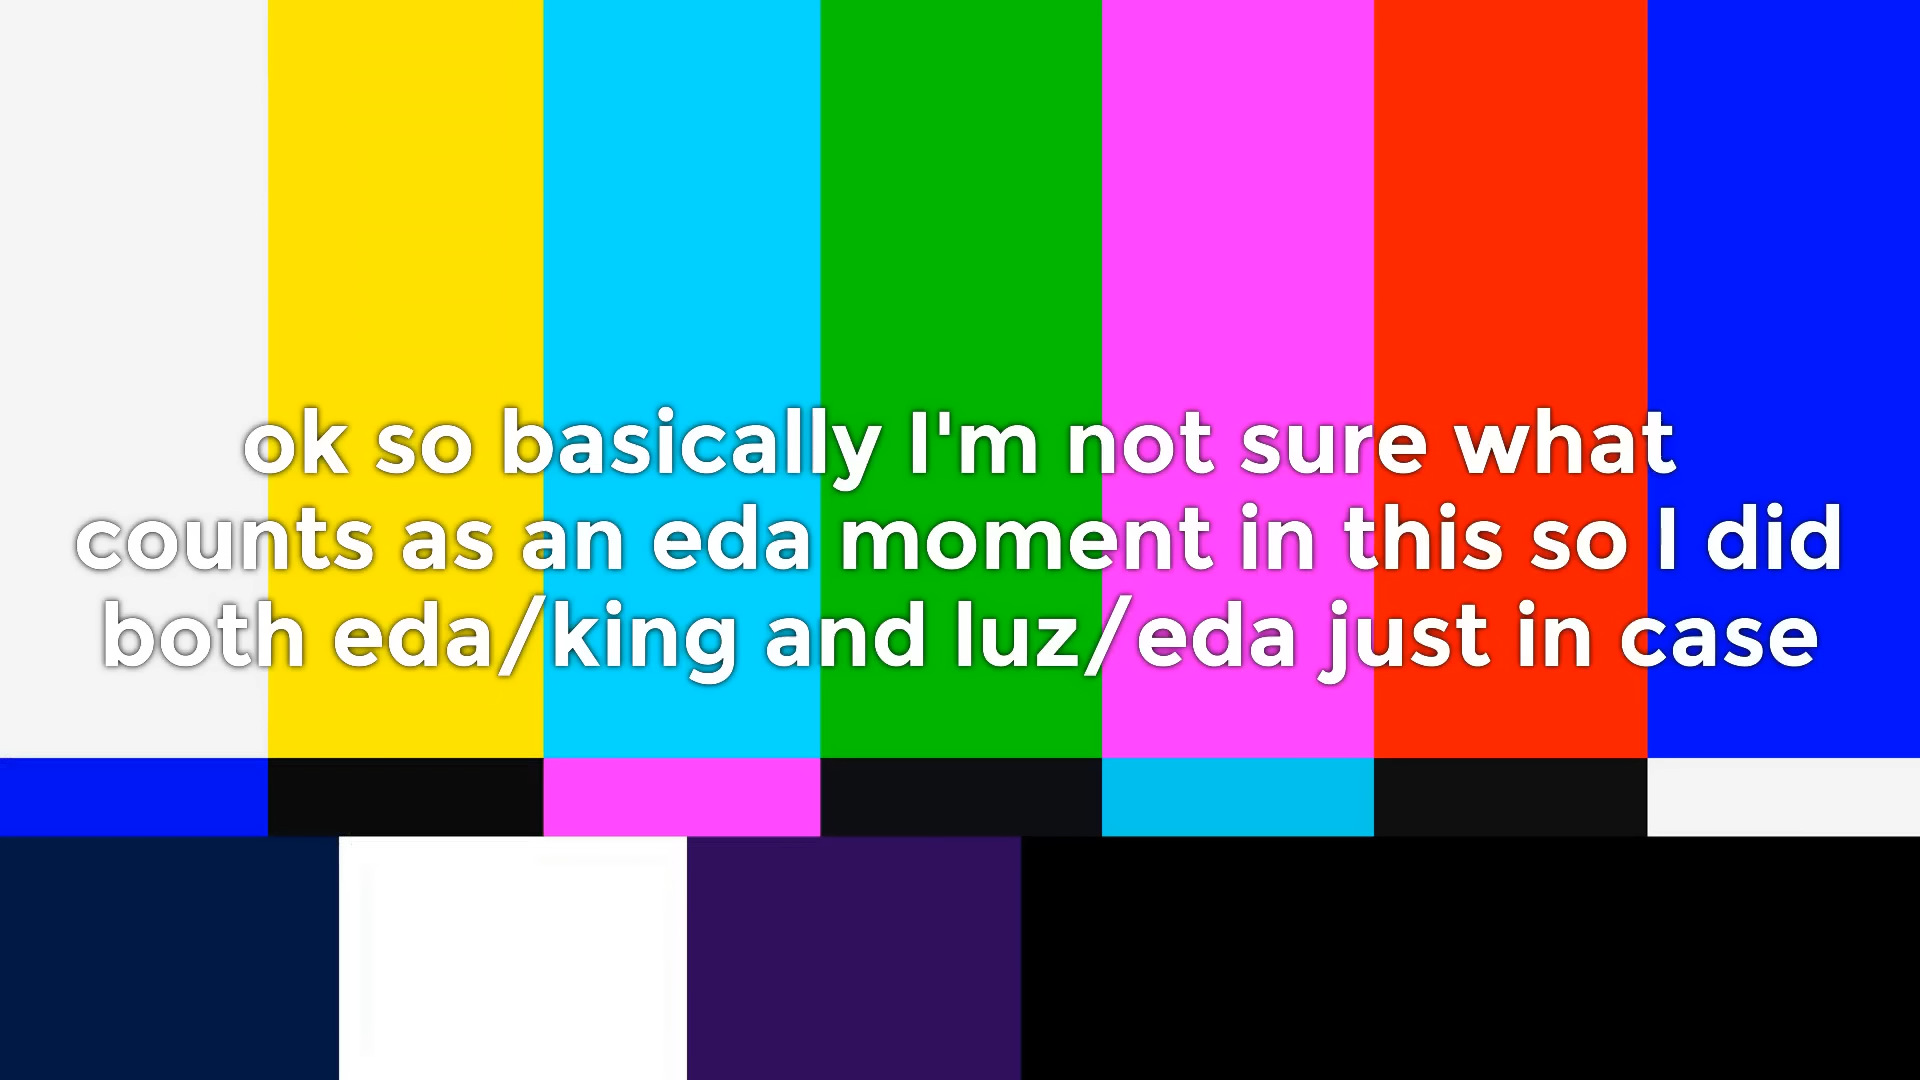 ok so basically I'm not sure what
counts as an eda moment in this so I did
both eda/king and luz/eda just in case